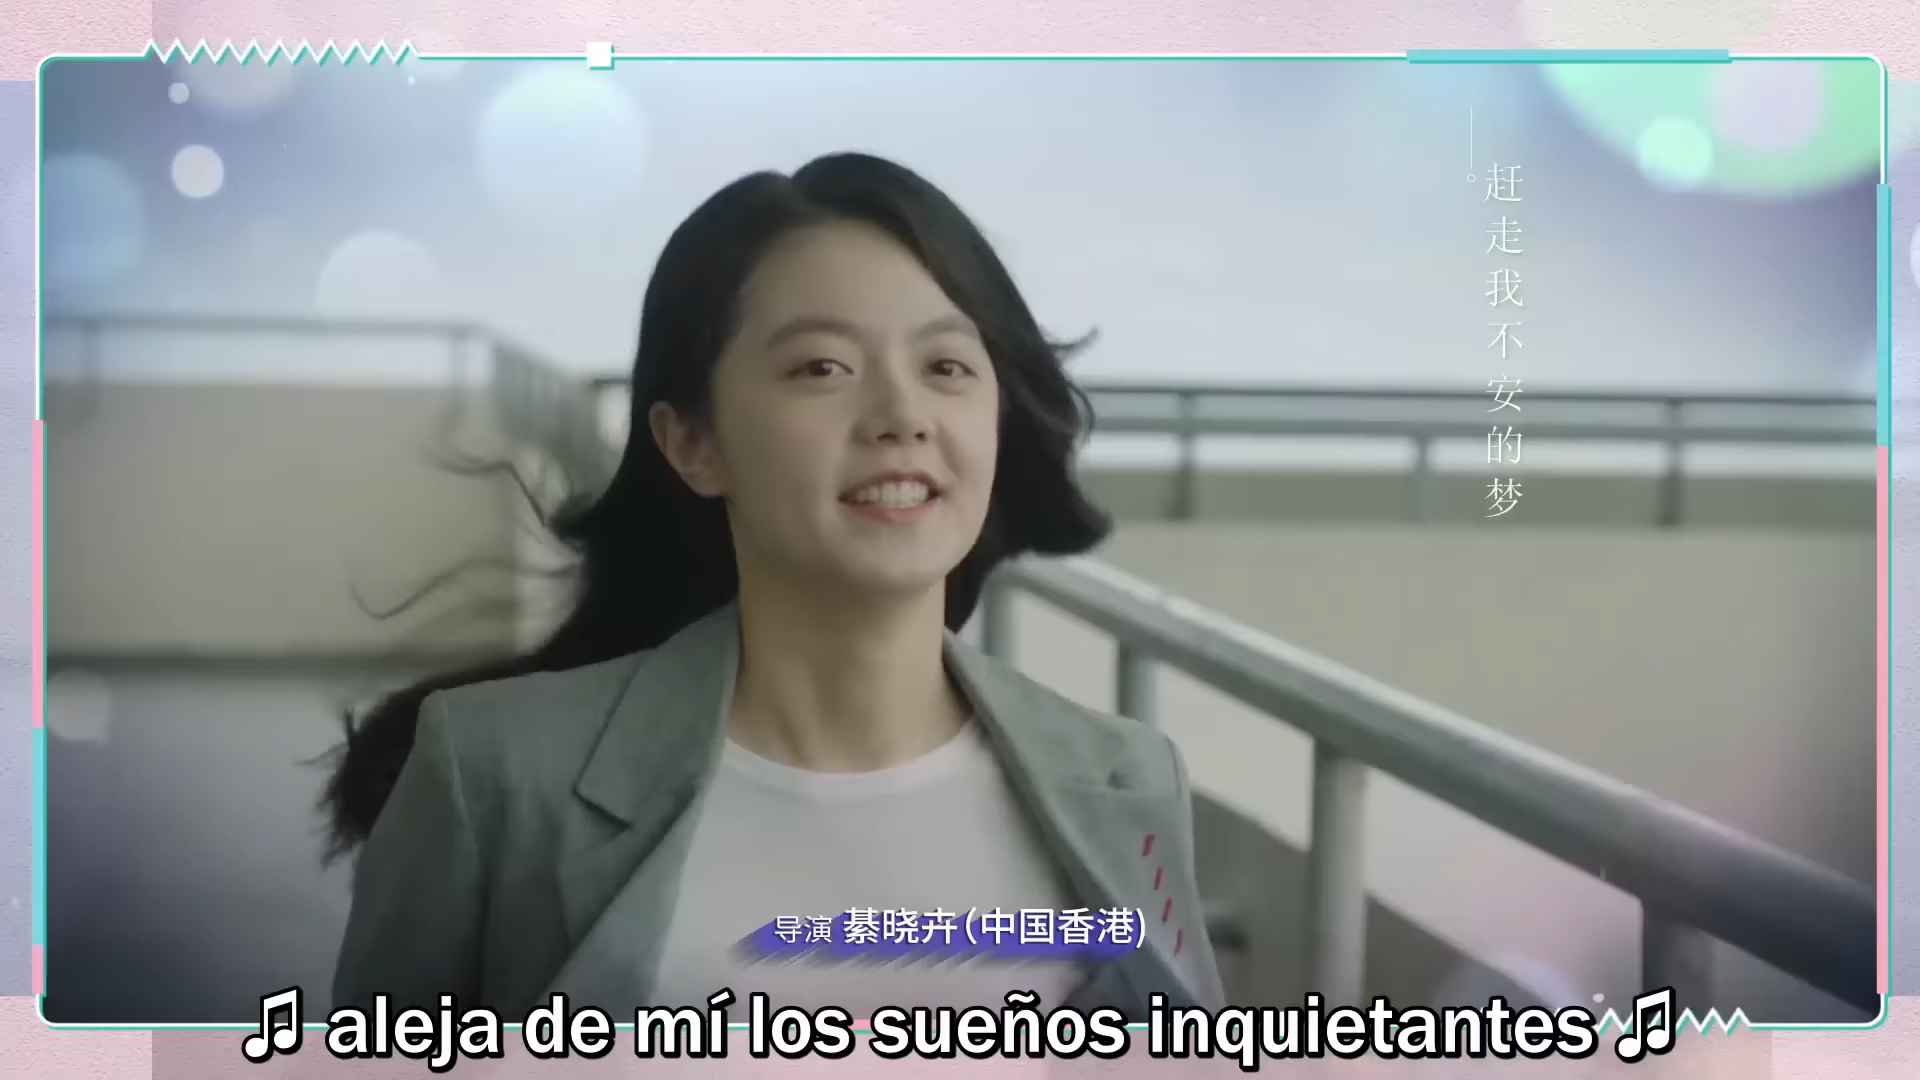 赶走我不安的梦
导演 綦晓卉(中国香港)
♫ aleja de mí los sueños inquietantes ♫